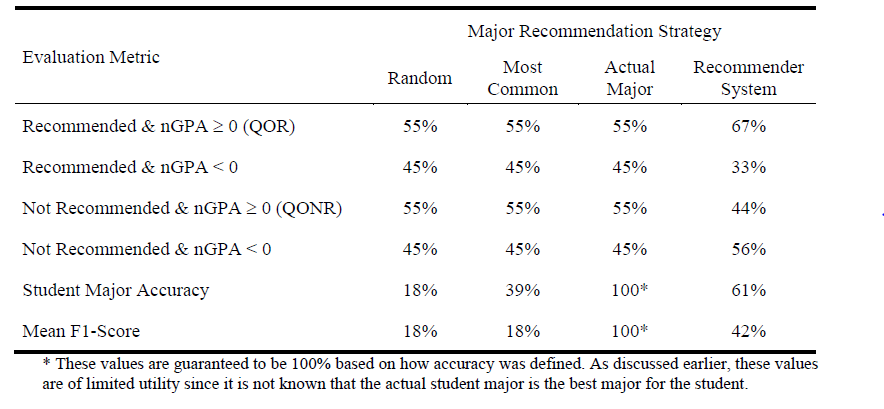 Major Recommendation Strategy
Evaluation Metric
Random Most Common Actual Major Recommender System
Recommended & nGPA ≥ 0 (QOR) 55% 55% 55% 67%
Recommended & nGPA < 0 45% 45% 45% 33%
Not Recommended & nGPA ≥ 0 (QONR) 55% 55% 55% 44%
Not Recommended & nGPA < 0 45% 45% 45% 56%
Student Major Accuracy 18% 39% 100* 61%
Mean F1-Score 18% 18% 100* 42%
* These values are guaranteed to be 100% based on how accuracy was defined. As discussed earlier, these values
are of limited utility since it is not known that the actual student major is the best major for the student.